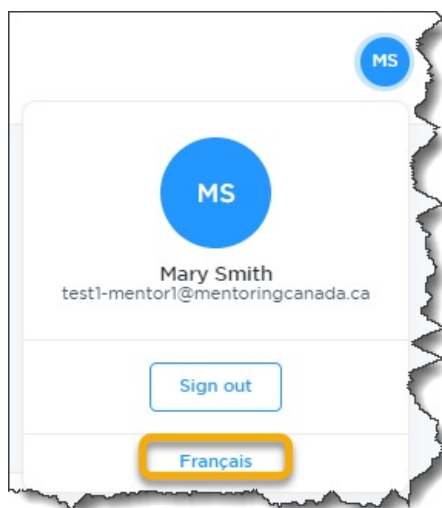 MS
MS
Mary Smith
test1-mentor1@mentoringcanada.ca
Sign out
Français